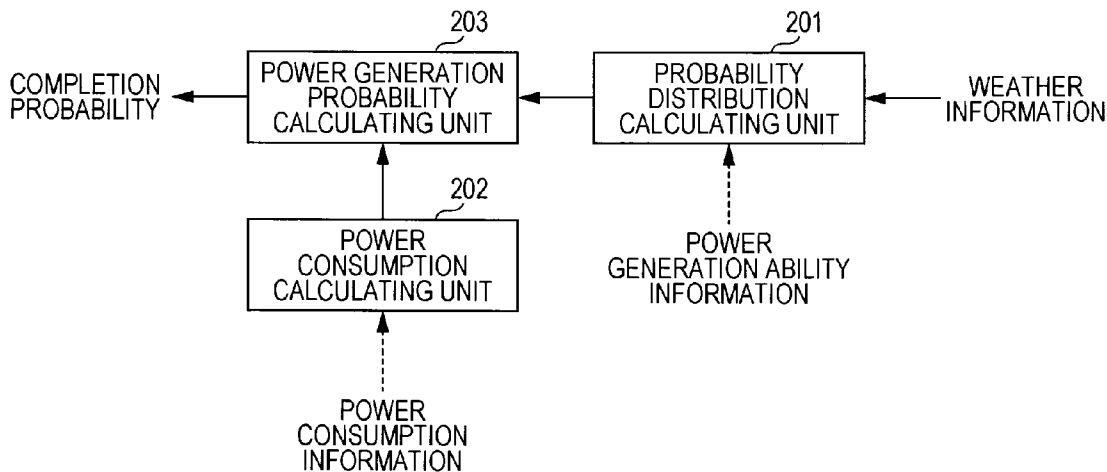 203
201
COMPLETION
PROBABILITY
POWER GENERATION
PROBABILITY
CALCULATING UNIT
PROBABILITY
DISTRIBUTION
CALCULATING UNIT
WEATHER
INFORMATION
202
POWER
CONSUMPTION
CALCULATING UNIT
POWER
GENERATION ABILITY
INFORMATION
POWER
CONSUMPTION
INFORMATION